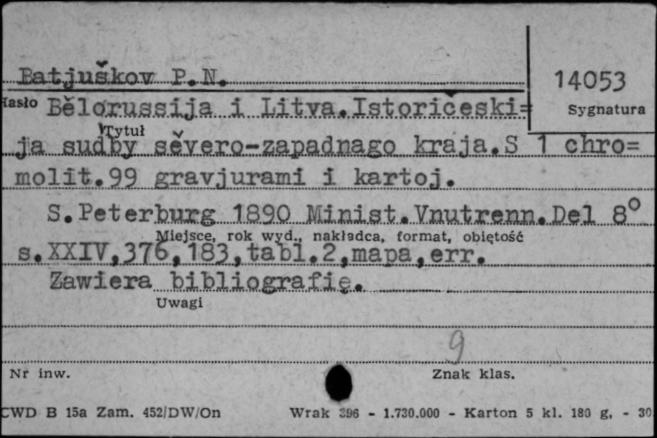 Batjuškov P.N.
14053
Hasło Bělorussija i Litva.Istoričeski=
Sygnatura
Tytuł
ja sudby sěvero-zapadnago kraja.S 1 chro=
molit.99 gravjurami i kartoj.
S.Peterburg 1890 Minist.Vnutrenn.Del 8°
Miejsce, rok wyd., nakładca, format, objętość
s.XXIV,376,183,tabl.2,mapa,err.
Zawiera bibliografię.
Uwagi
9
Nr inw.
Znak klas.
CWD B 15a Zam. 452/DW/On Wrak 396 - 1.730.000 - Karton 5 kl. 180 g. - 30